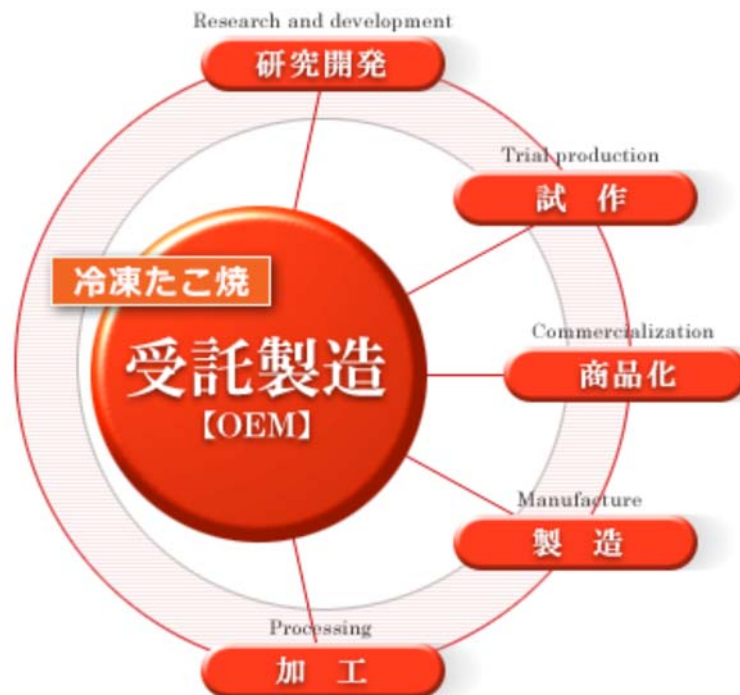 Research and development
研究開発
Trial production
試 作
冷凍たこ焼
受託製造
【OEM】
Commercialization
商品化
Manufacture
製 造
Processing
加 工